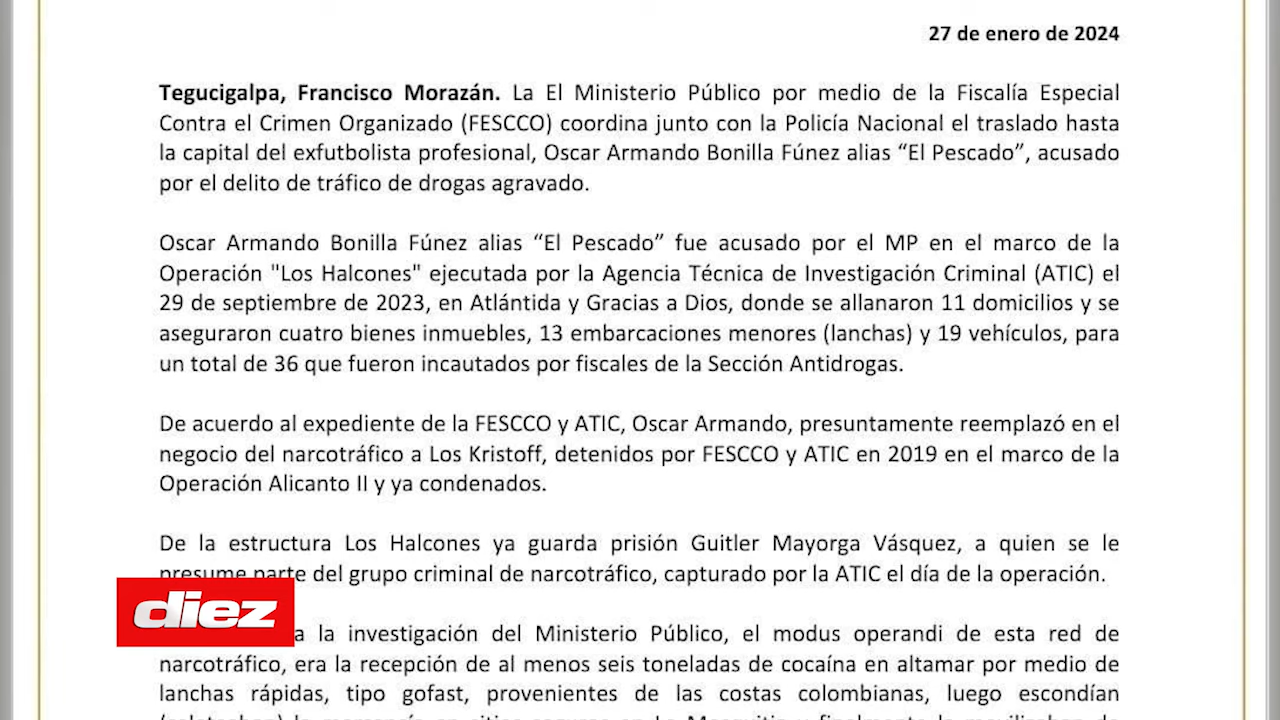 27 de enero de 2024
Tegucigalpa, Francisco Morazán. La El Ministerio Público por medio de la Fiscalía Especial
Contra el Crimen Organizado (FESCCO) coordina junto con la Policía Nacional el traslado hasta
la capital del exfutbolista profesional, Oscar Armando Bonilla Fúnez alias “El Pescado”, acusado
por el delito de tráfico de drogas agravado.
Oscar Armando Bonilla Fúnez alias “El Pescado” fue acusado por el MP en el marco de la
Operación "Los Halcones" ejecutada por la Agencia Técnica de Investigación Criminal (ATIC) el
29 de septiembre de 2023, en Atlántida y Gracias a Dios, donde se allanaron 11 domicilios y se
aseguraron cuatro bienes inmuebles, 13 embarcaciones menores (lanchas) y 19 vehículos, para
un total de 36 que fueron incautados por fiscales de la Sección Antidrogas.
De acuerdo al expediente de la FESCCO y ATIC, Oscar Armando, presuntamente reemplazó en el
negocio del narcotráfico a Los Kristoff, detenidos por FESCCO y ATIC en 2019 en el marco de la
Operación Alicanto II y ya condenados.
De la estructura Los Halcones ya guarda prisión Guitler Mayorga Vásquez, a quien se le
presume parte del grupo criminal de narcotráfico, capturado por la ATIC el día de la operación.
diez
a la investigación del Ministerio Público, el modus operandi de esta red de
narcotráfico, era la recepción de al menos seis toneladas de cocaína en altamar por medio de
lanchas rápidas, tipo gofast, provenientes de las costas colombianas, luego escondían